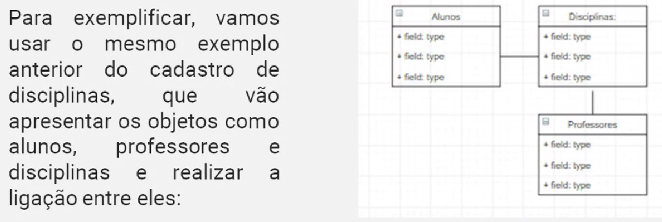 Para exemplificar, vamos
usar o mesmo exemplo
anterior do cadastro de
disciplinas, que vão
apresentar os objetos como
alunos, professores e
disciplinas e realizar a
ligação entre eles:
Alunos
+ field: type
+ field: type
+ field: type
Disciplinas:
+ field: type
+ field: type
+ field: type
Professores
+ field: type
+ field: type
+ field: type